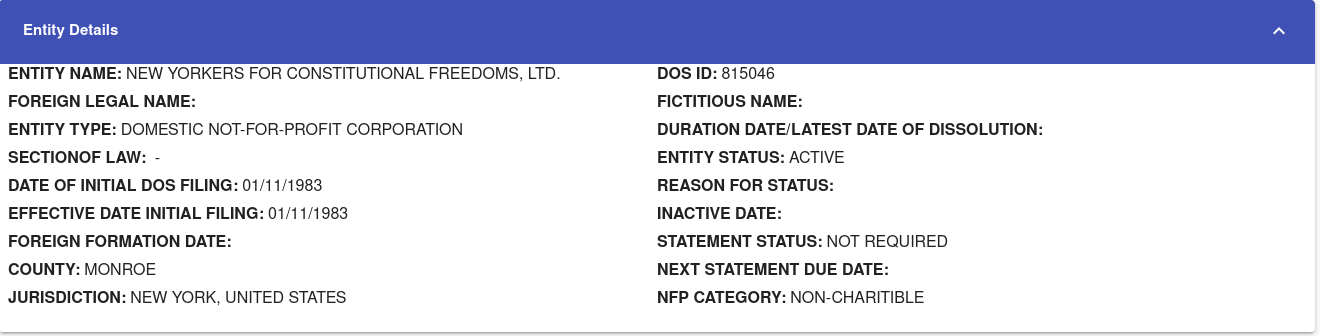 Entity Details
ENTITY NAME: NEW YORKERS FOR CONSTITUTIONAL FREEDOMS, LTD.
DOS ID: 815046
FOREIGN LEGAL NAME:
FICTITIOUS NAME:
ENTITY TYPE: DOMESTIC NOT-FOR-PROFIT CORPORATION
DURATION DATE/LATEST DATE OF DISSOLUTION:
SECTIONOF LAW: -
ENTITY STATUS: ACTIVE
DATE OF INITIAL DOS FILING: 01/11/1983
REASON FOR STATUS:
EFFECTIVE DATE INITIAL FILING: 01/11/1983
INACTIVE DATE:
FOREIGN FORMATION DATE:
STATEMENT STATUS: NOT REQUIRED
COUNTY: MONROE
NEXT STATEMENT DUE DATE:
JURISDICTION: NEW YORK, UNITED STATES
NFP CATEGORY: NON-CHARITIBLE